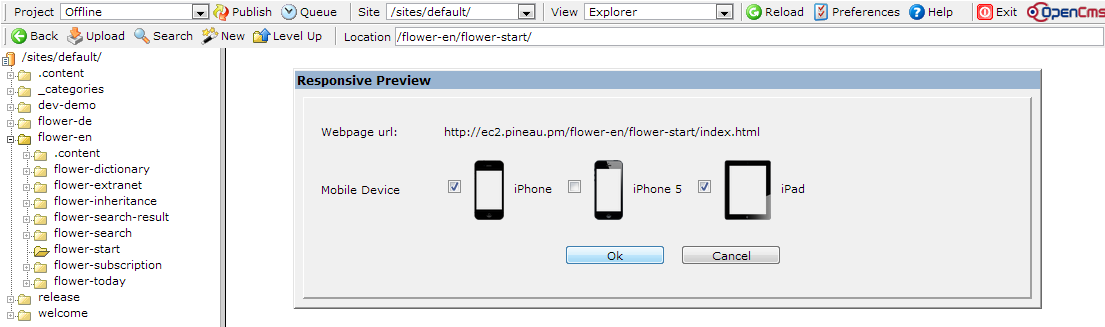 Project Offline Publish Queue Site /sites/default/ View Explorer Reload Preferences Help Exit OpenCms
Back Upload Search New Level Up Location /flower-en/flower-start/
/sites/default/
.content
_categories
dev-demo
flower-de
flower-en
.content
flower-dictionary
flower-extranet
flower-inheritance
flower-search-result
flower-search
flower-start
flower-subscription
flower-today
release
welcome
Responsive Preview
Webpage url: http://ec2.pineau.pm/flower-en/flower-start/index.html
Mobile Device iPhone iPhone 5 iPad
Ok Cancel